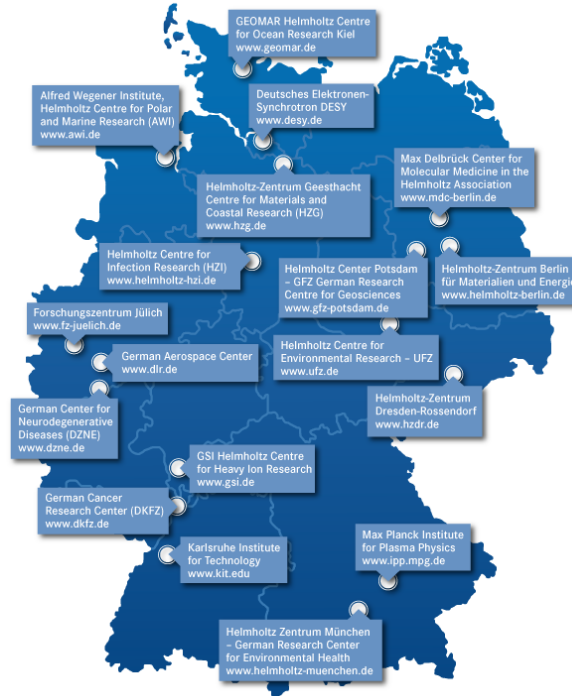 GEOMAR Helmholtz Centre
for Ocean Research Kiel
www.geomar.de
Alfred Wegener Institute,
Helmholtz Centre for Polar
and Marine Research (AWI)
www.awi.de
Deutsches Elektronen-
Synchrotron DESY
www.desy.de
Max Delbrück Center for
Molecular Medicine in the
Helmholtz Association
www.mdc-berlin.de
Helmholtz-Zentrum Geesthacht
Centre for Materials and
Coastal Research (HZG)
www.hzg.de
Helmholtz Centre for
Infection Research (HZI)
www.helmholtz-hzi.de
Helmholtz Center Potsdam
– GFZ German Research
Centre for Geosciences
www.gfz-potsdam.de
Helmholtz-Zentrum Berlin
für Materialien und Energie
www.helmholtz-berlin.de
Forschungszentrum Jülich
www.fz-juelich.de
German Aerospace Center
www.dlr.de
Helmholtz Centre for
Environmental Research – UFZ
www.ufz.de
Helmholtz-Zentrum
Dresden-Rossendorf
www.hzdr.de
German Center for
Neurodegenerative
Diseases (DZNE)
www.dzne.de
GSI Helmholtz Centre
for Heavy Ion Research
www.gsi.de
German Cancer
Research Center (DKFZ)
www.dkfz.de
Karlsruhe Institute
for Technology
www.kit.edu
Max Planck Institute
for Plasma Physics
www.ipp.mpg.de
Helmholtz Zentrum München
– German Research Center
for Environmental Health
www.helmholtz-muenchen.de